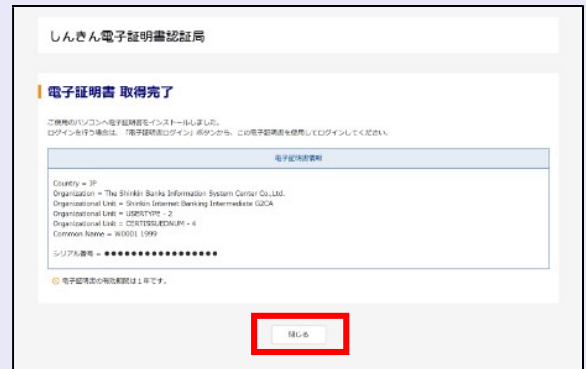 しんきん電子証明書認証局
電子証明書 取得完了
ご使用のパソコンへ電子証明書をインストールしました。
ログインを行う場合は、「電子証明書ログイン」ボタンから、この電子証明書を使用してログインしてください。
電子証明書情報
Country = JP
Organization = The Shinkin Banks Information System Center Co.,Ltd.
Organizational Unit = Shinkin Internet Banking Intermediate G2CA
Organizational Unit = USERTYPE - 2
Organizational Unit = CERTISSUEDNUM - 4
Common Name = W0001 1999
シリアル番号 = ●●●●●●●●●●●●●●●●●
電子証明書の有効期間は1年です。
閉じる